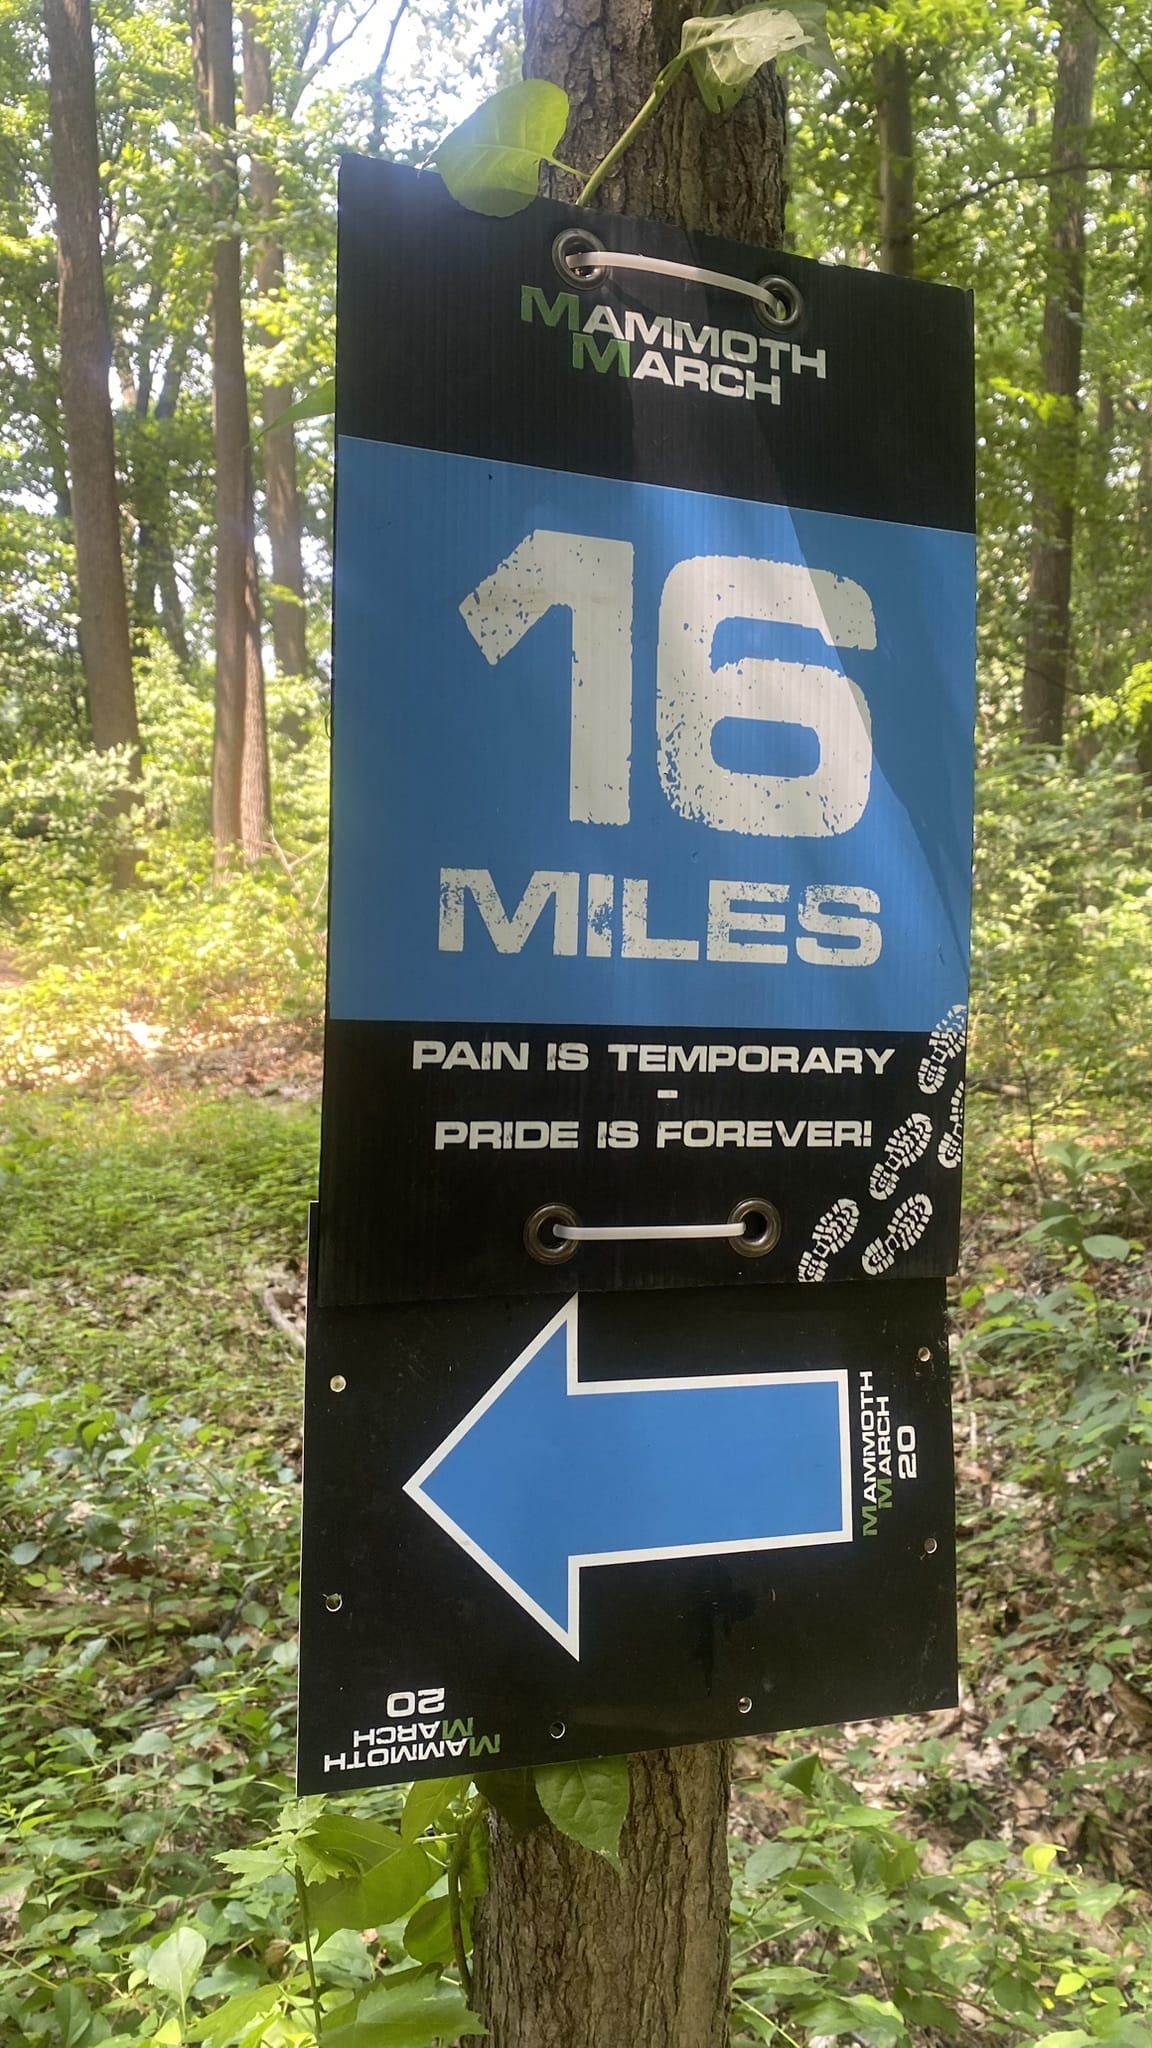 MAMMOTH
MARCH
16
MILES
PAIN IS TEMPORARY
-
PRIDE IS FOREVER!
MAMMOTH
MARCH
20
MAMMOTH
MARCH
20